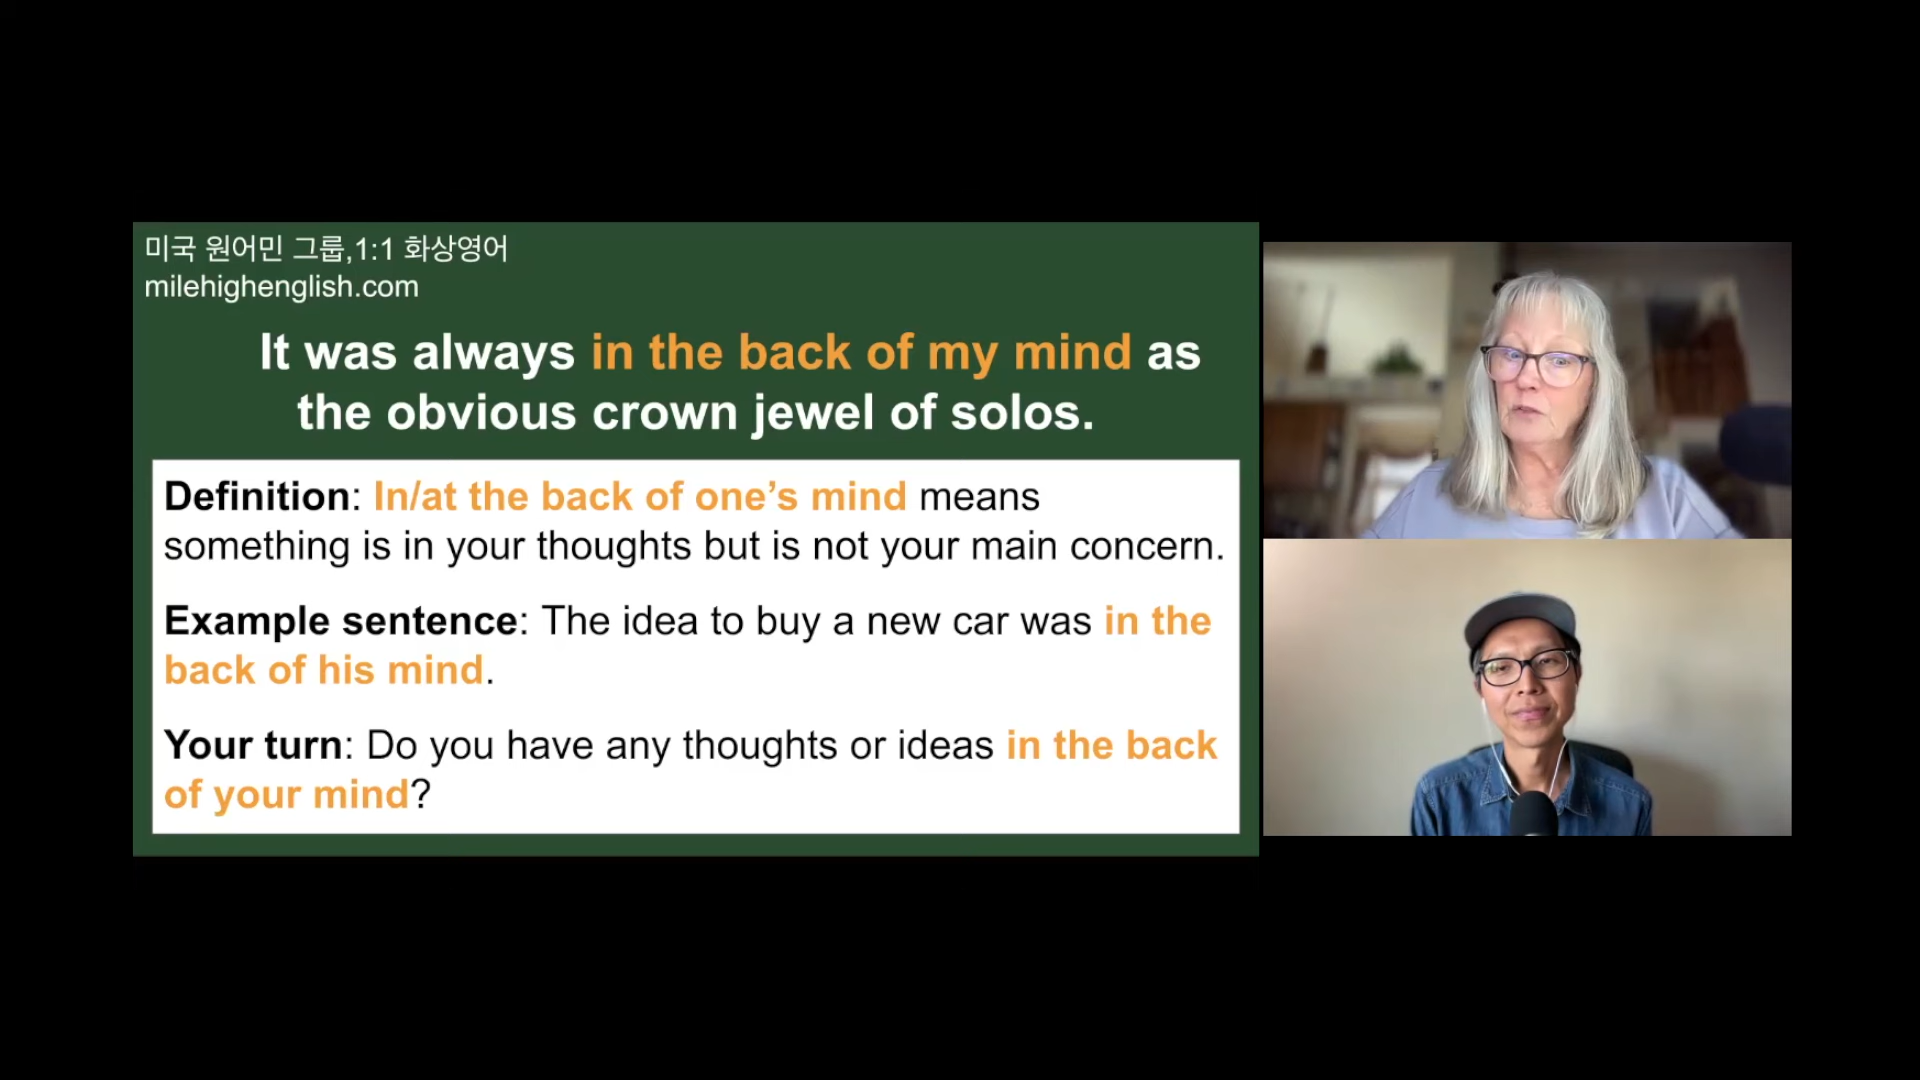 미국 원어민 그룹,1:1 화상영어
milehighenglish.com
It was always in the back of my mind as
the obvious crown jewel of solos.
Definition: In/at the back of one’s mind means
something is in your thoughts but is not your main concern.
Example sentence: The idea to buy a new car was in the
back of his mind.
Your turn: Do you have any thoughts or ideas in the back
of your mind?